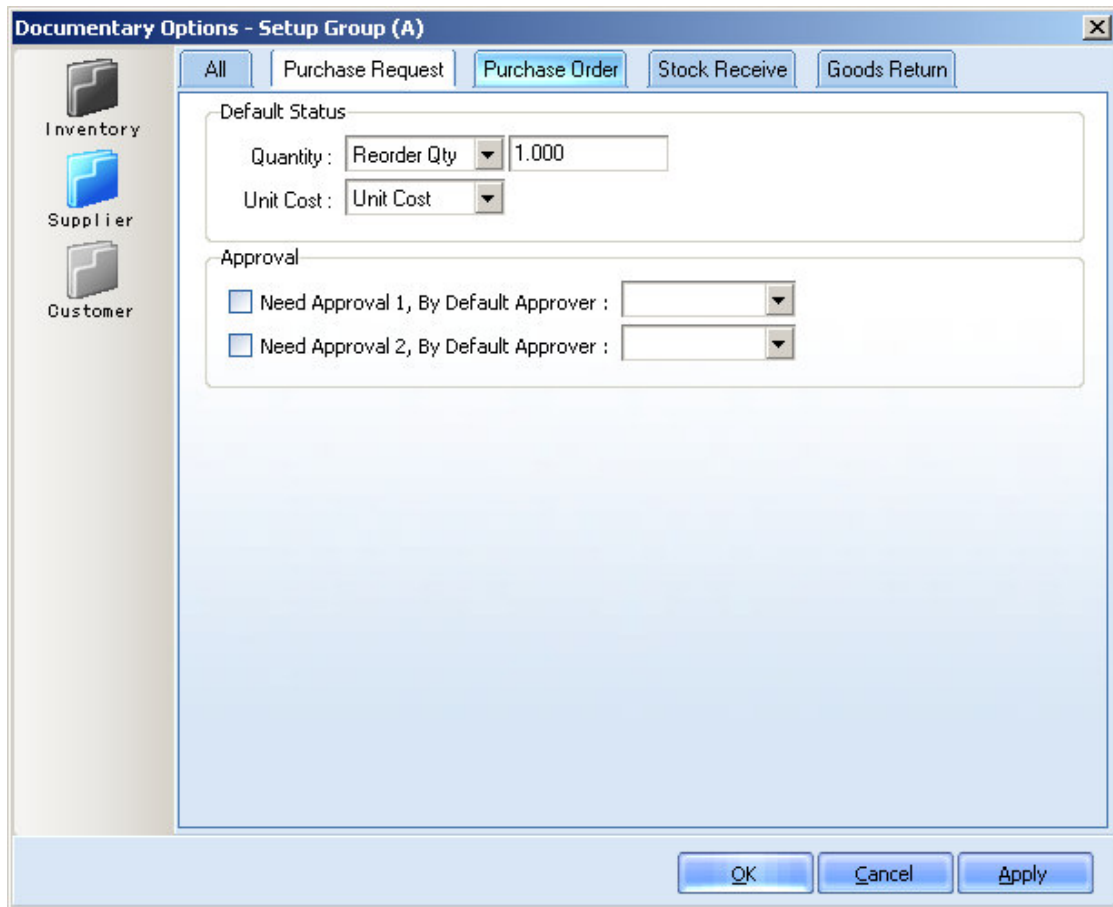 Documentary Options - Setup Group (A)
Inventory
Supplier
Customer
All Purchase Request Purchase Order Stock Receive Goods Return
Default Status
Quantity : Reorder Qty 1.000
Unit Cost : Unit Cost
Approval
Need Approval 1, By Default Approver :
Need Approval 2, By Default Approver :
OK Cancel Apply